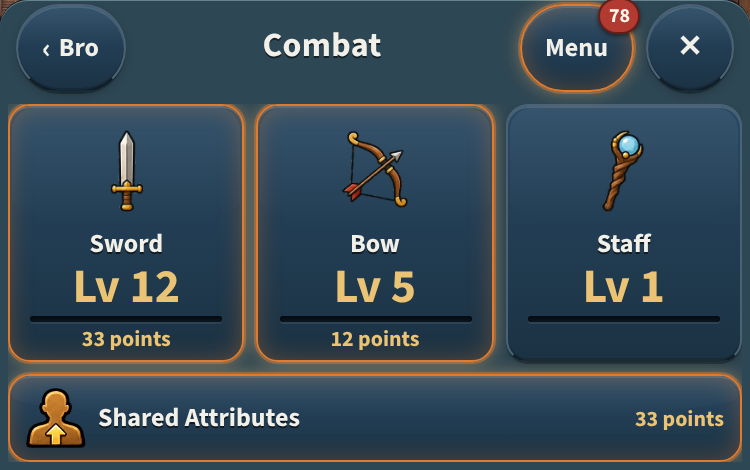 ‹ Bro
Combat
Menu
78
✕
Sword
Lv 12
33 points
Bow
Lv 5
12 points
Staff
Lv 1
Shared Attributes
33 points